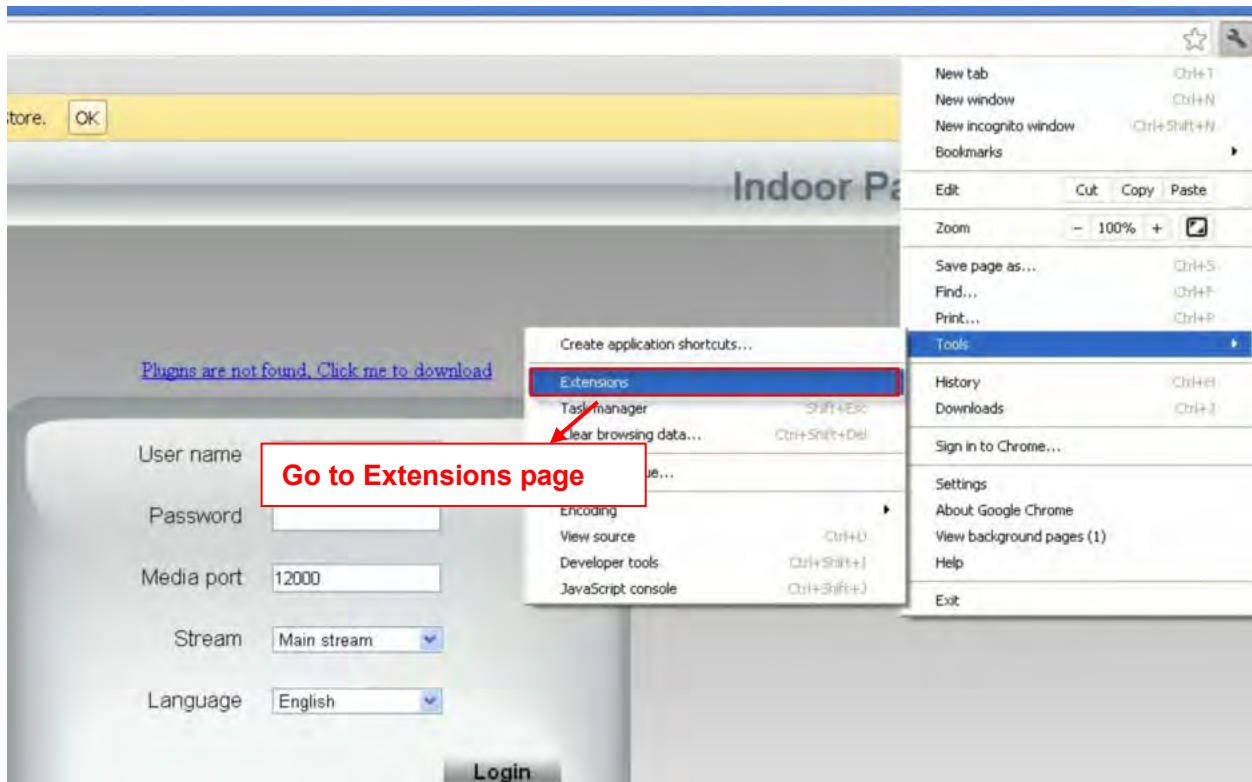 tore. OK
Indoor Pa
Plugins are not found, Click me to download
User name
Password
Media port 12000
Stream Main stream
Language English
Login
New tab Ctrl+T
New window Ctrl+N
New incognito window Ctrl+Shift+N
Bookmarks
Edit Cut Copy Paste
Zoom - 100% +
Save page as... Ctrl+S
Find... Ctrl+F
Print... Ctrl+P
Tools
History Ctrl+H
Downloads Ctrl+J
Sign in to Chrome...
Settings
About Google Chrome
View background pages (1)
Help
Exit
Create application shortcuts...
Extensions
Task manager Shift+Esc
Clear browsing data... Ctrl+Shift+Del
ue...
Encoding
View source Ctrl+U
Developer tools Ctrl+Shift+I
JavaScript console Ctrl+Shift+J
Go to Extensions page